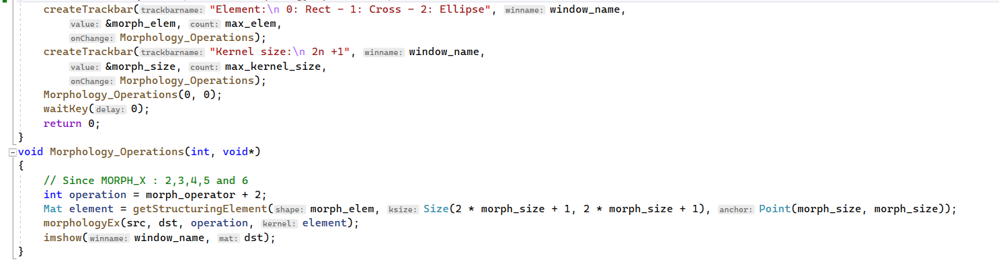 createTrackbar(trackbarname: "Element:\n 0: Rect - 1: Cross - 2: Ellipse", winname: window_name,
value: &morph_elem, count: max_elem,
onChange: Morphology_Operations);
createTrackbar(trackbarname: "Kernel size:\n 2n +1", winname: window_name,
value: &morph_size, count: max_kernel_size,
onChange: Morphology_Operations);
Morphology_Operations(0, 0);
waitKey(delay: 0);
return 0;
}
void Morphology_Operations(int, void*)
{
// Since MORPH_X : 2,3,4,5 and 6
int operation = morph_operator + 2;
Mat element = getStructuringElement(shape: morph_elem, ksize: Size(2 * morph_size + 1, 2 * morph_size + 1), anchor: Point(morph_size, morph_size));
morphologyEx(src, dst, operation, kernel: element);
imshow(winname: window_name, mat: dst);
}